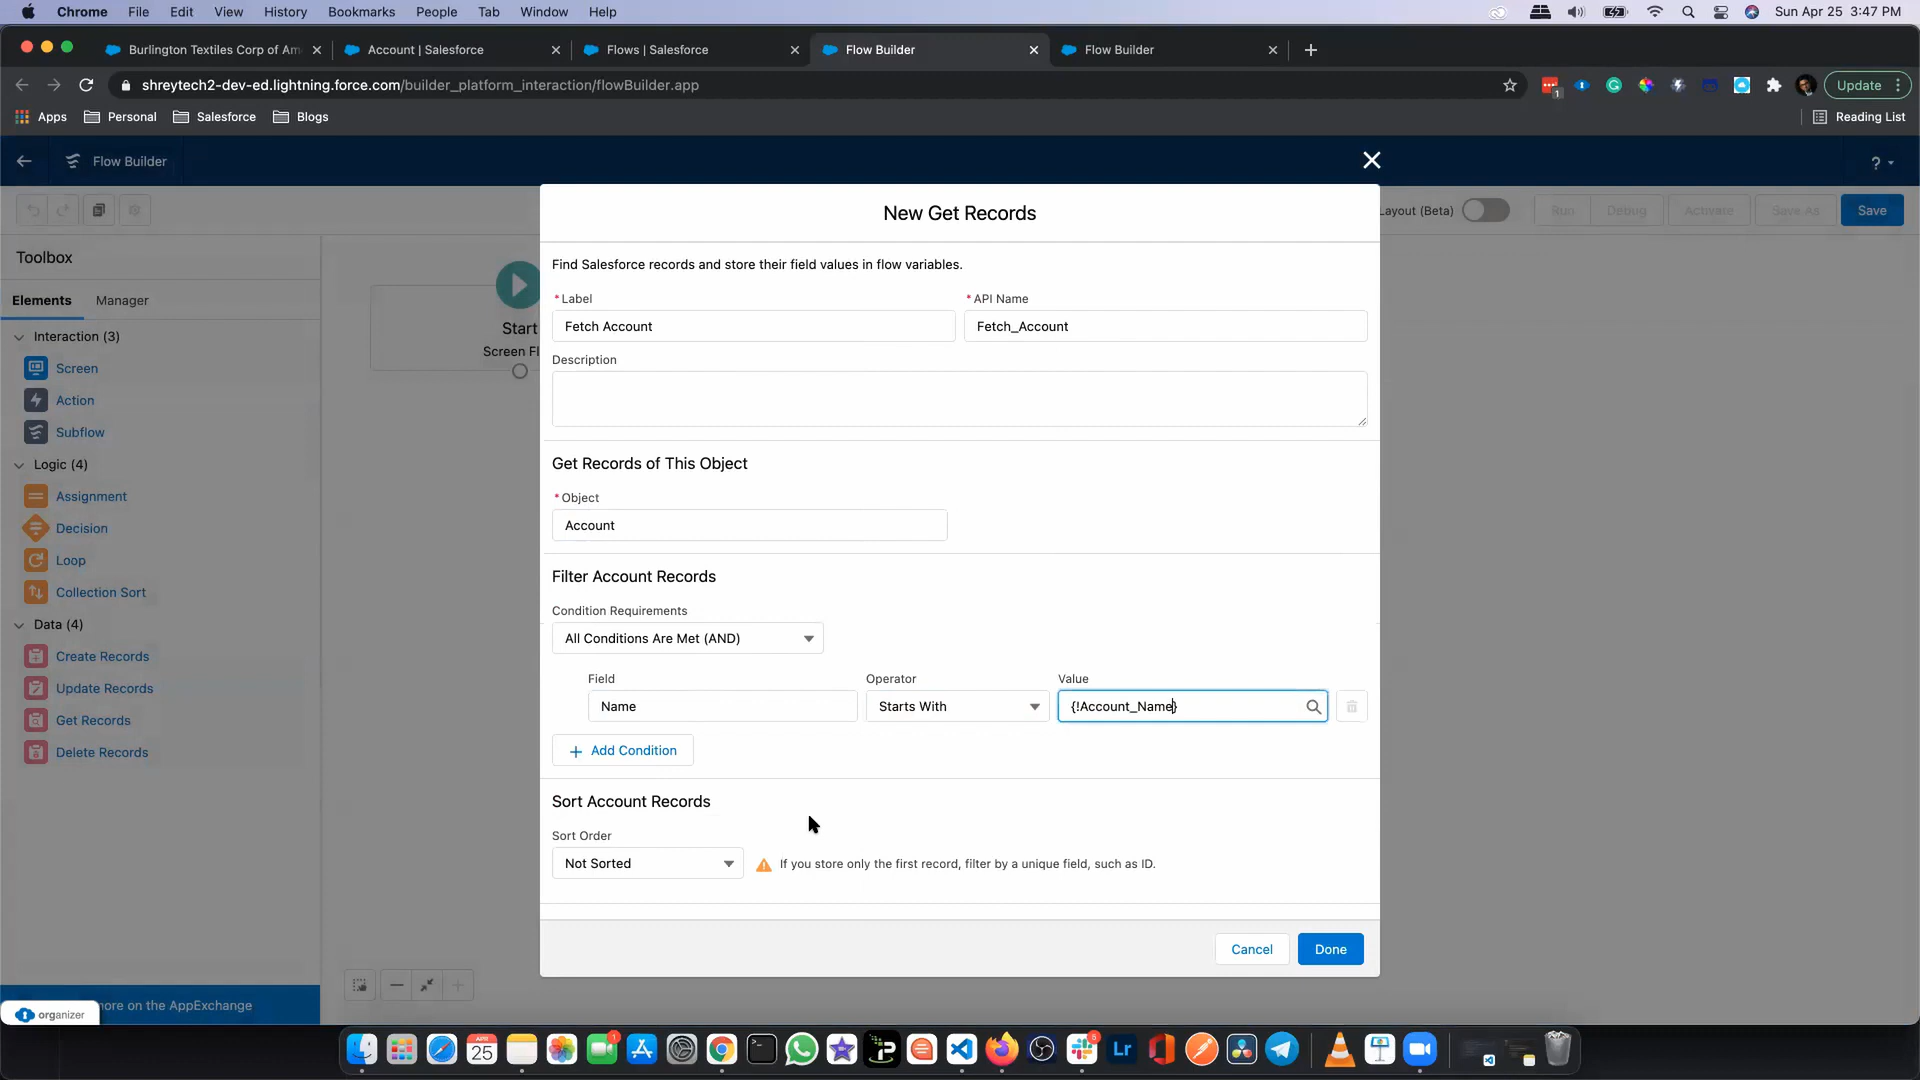 Chrome File Edit View History Bookmarks People Tab Window Help Sun Apr 25 3:47 PM
Burlington Textiles Corp of Am Account | Salesforce Flows | Salesforce Flow Builder Flow Builder
shreytech2-dev-ed.lightning.force.com/builder_platform_interaction/flowBuilder.app 1 Update
Apps Personal Salesforce Blogs Reading List
Flow Builder ?
New Get Records
Layout (Beta) Run Debug Activate Save As Save
Toolbox
Find Salesforce records and store their field values in flow variables.
Elements Manager
* Label * API Name
Fetch Account Fetch_Account
Start
Screen Fl
Description
Interaction (3)
Screen
Action
Subflow
Get Records of This Object
* Object
Account
Logic (4)
Assignment
Decision
Loop
Collection Sort
Filter Account Records
Condition Requirements
All Conditions Are Met (AND)
Data (4)
Create Records
Update Records
Get Records
Delete Records
Field Operator Value
Name Starts With {!Account_Name}
+ Add Condition
Sort Account Records
Sort Order
Not Sorted If you store only the first record, filter by a unique field, such as ID.
Cancel Done
more on the AppExchange
organizer
APR
25
1
6
Lr